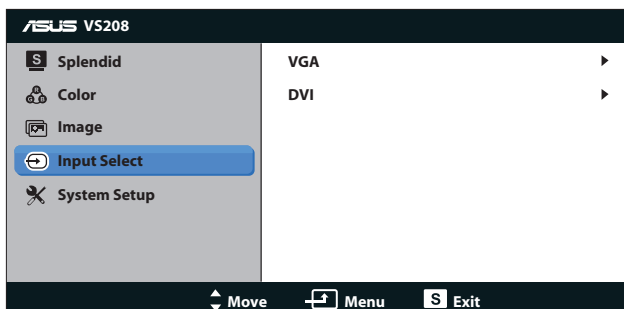 ASUS VS208
S Splendid
R G B Color
Image
Input Select
System Setup
VGA
DVI
Move Menu S Exit